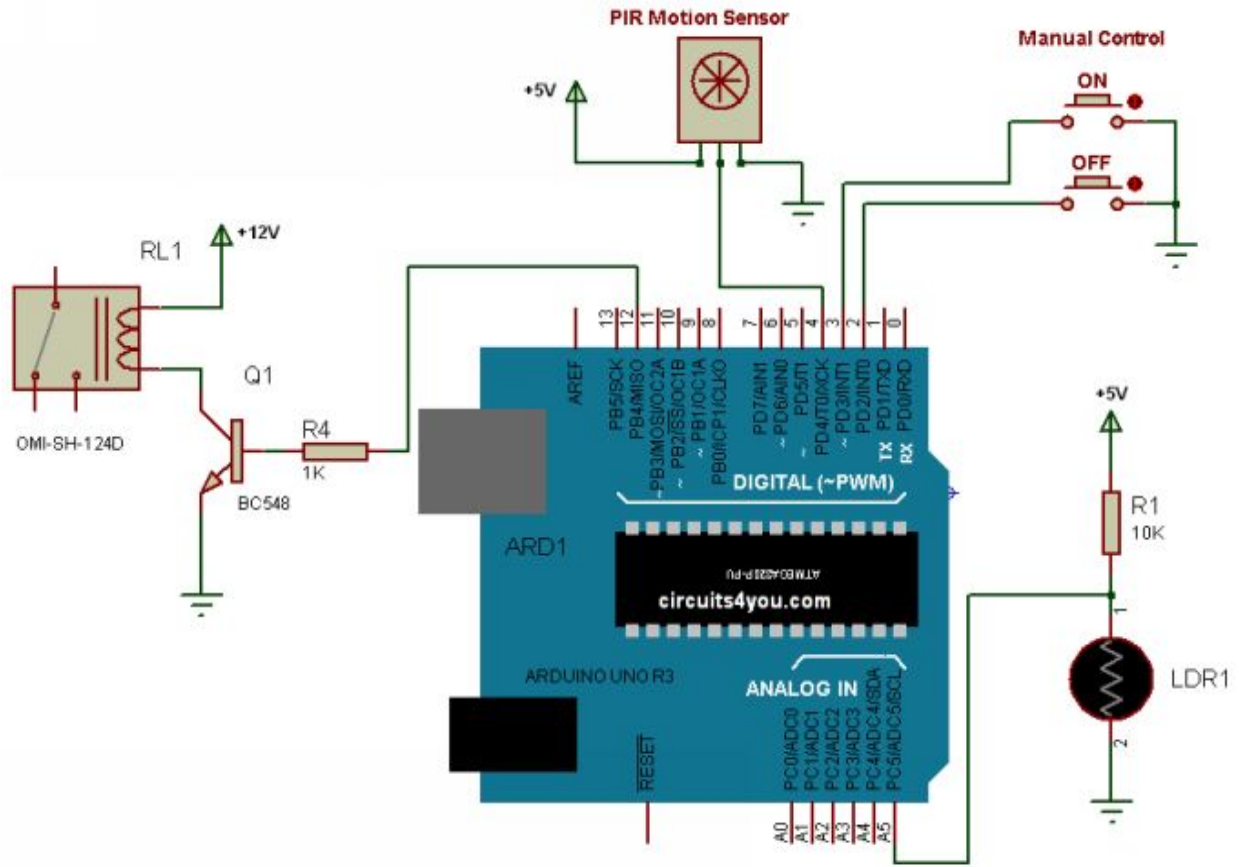 PIR Motion Sensor
Manual Control
ON
OFF
+5V
+12V
RL1
OMI-SH-124D
Q1
BC548
R4
1K
13
12
11
10
9
8
7
6
5
4
3
2
1
0
AREF
PB5/SCK
PB4/MISO
~PB3/MOSI/OC2A
~ PB2/SS/OC1B
~ PB1/OC1A
PB0/ICP1/CLKO
PD7/AIN1
~ PD6/AIN0
~ PD5/T1
PD4/T0/XCK
~ PD3/INT1
PD2/INT0
TX PD1/TXD
RX PD0/RXD
DIGITAL (~PWM)
ARD1
circuits4you.com
ARDUINO UNO R3
ANALOG IN
RESET
PC0/ADC0
PC1/ADC1
PC2/ADC2
PC3/ADC3
PC4/ADC4/SDA
PC5/ADC5/SCL
A0
A1
A2
A3
A4
A5
+5V
R1
10K
1
LDR1
2